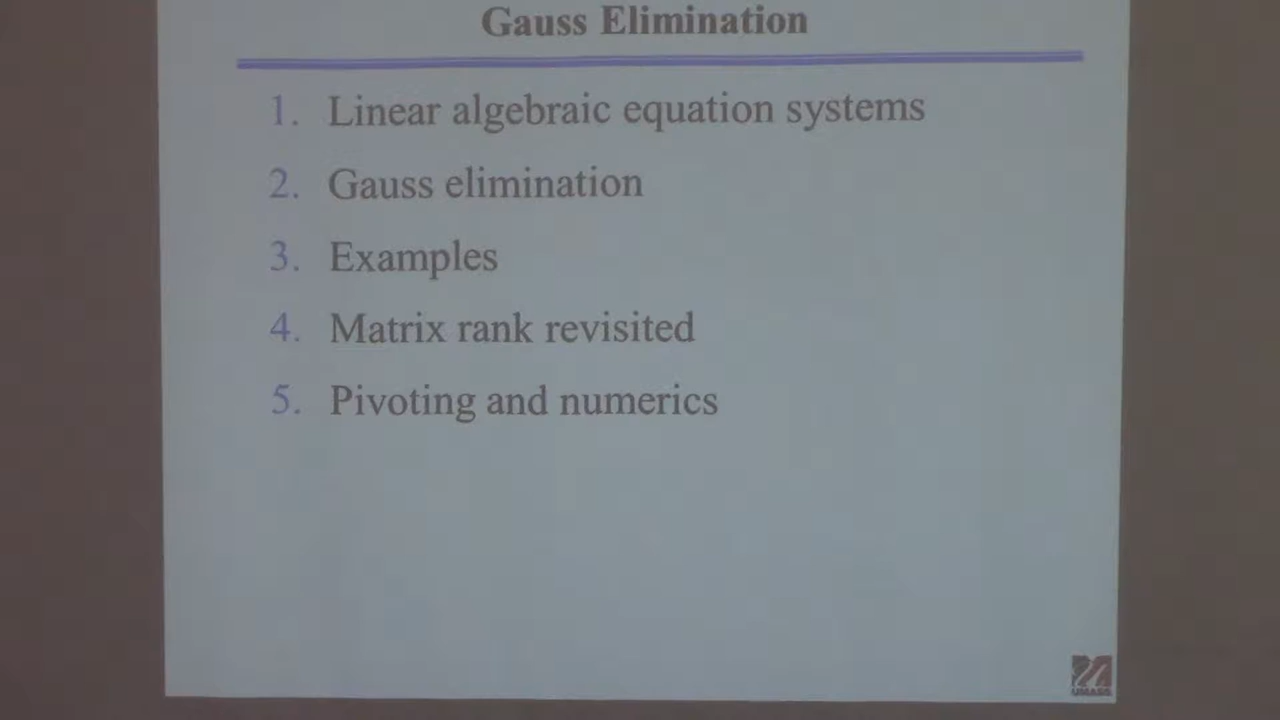 Gauss Elimination
1. Linear algebraic equation systems
2. Gauss elimination
3. Examples
4. Matrix rank revisited
5. Pivoting and numerics
UMASS